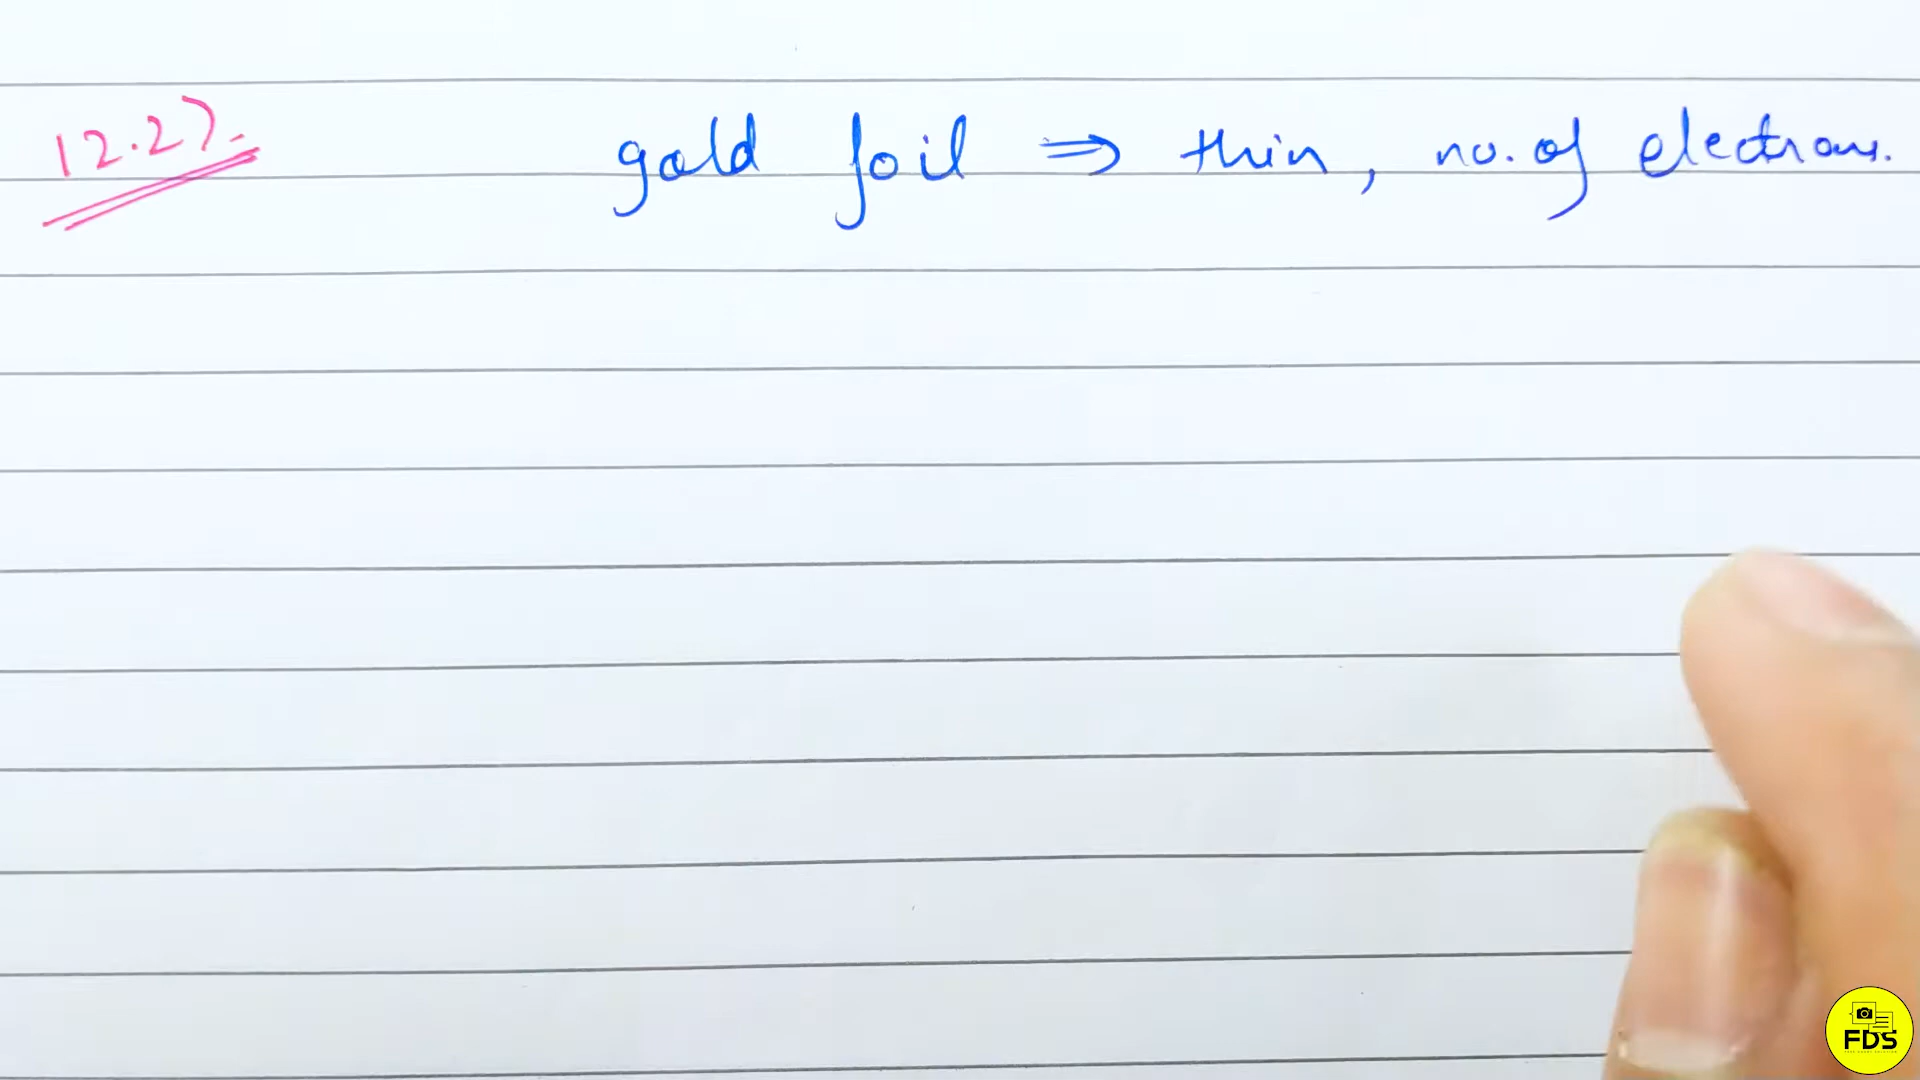 12.27.
gold foil ⇒ thin, no. of electrons.
FDS